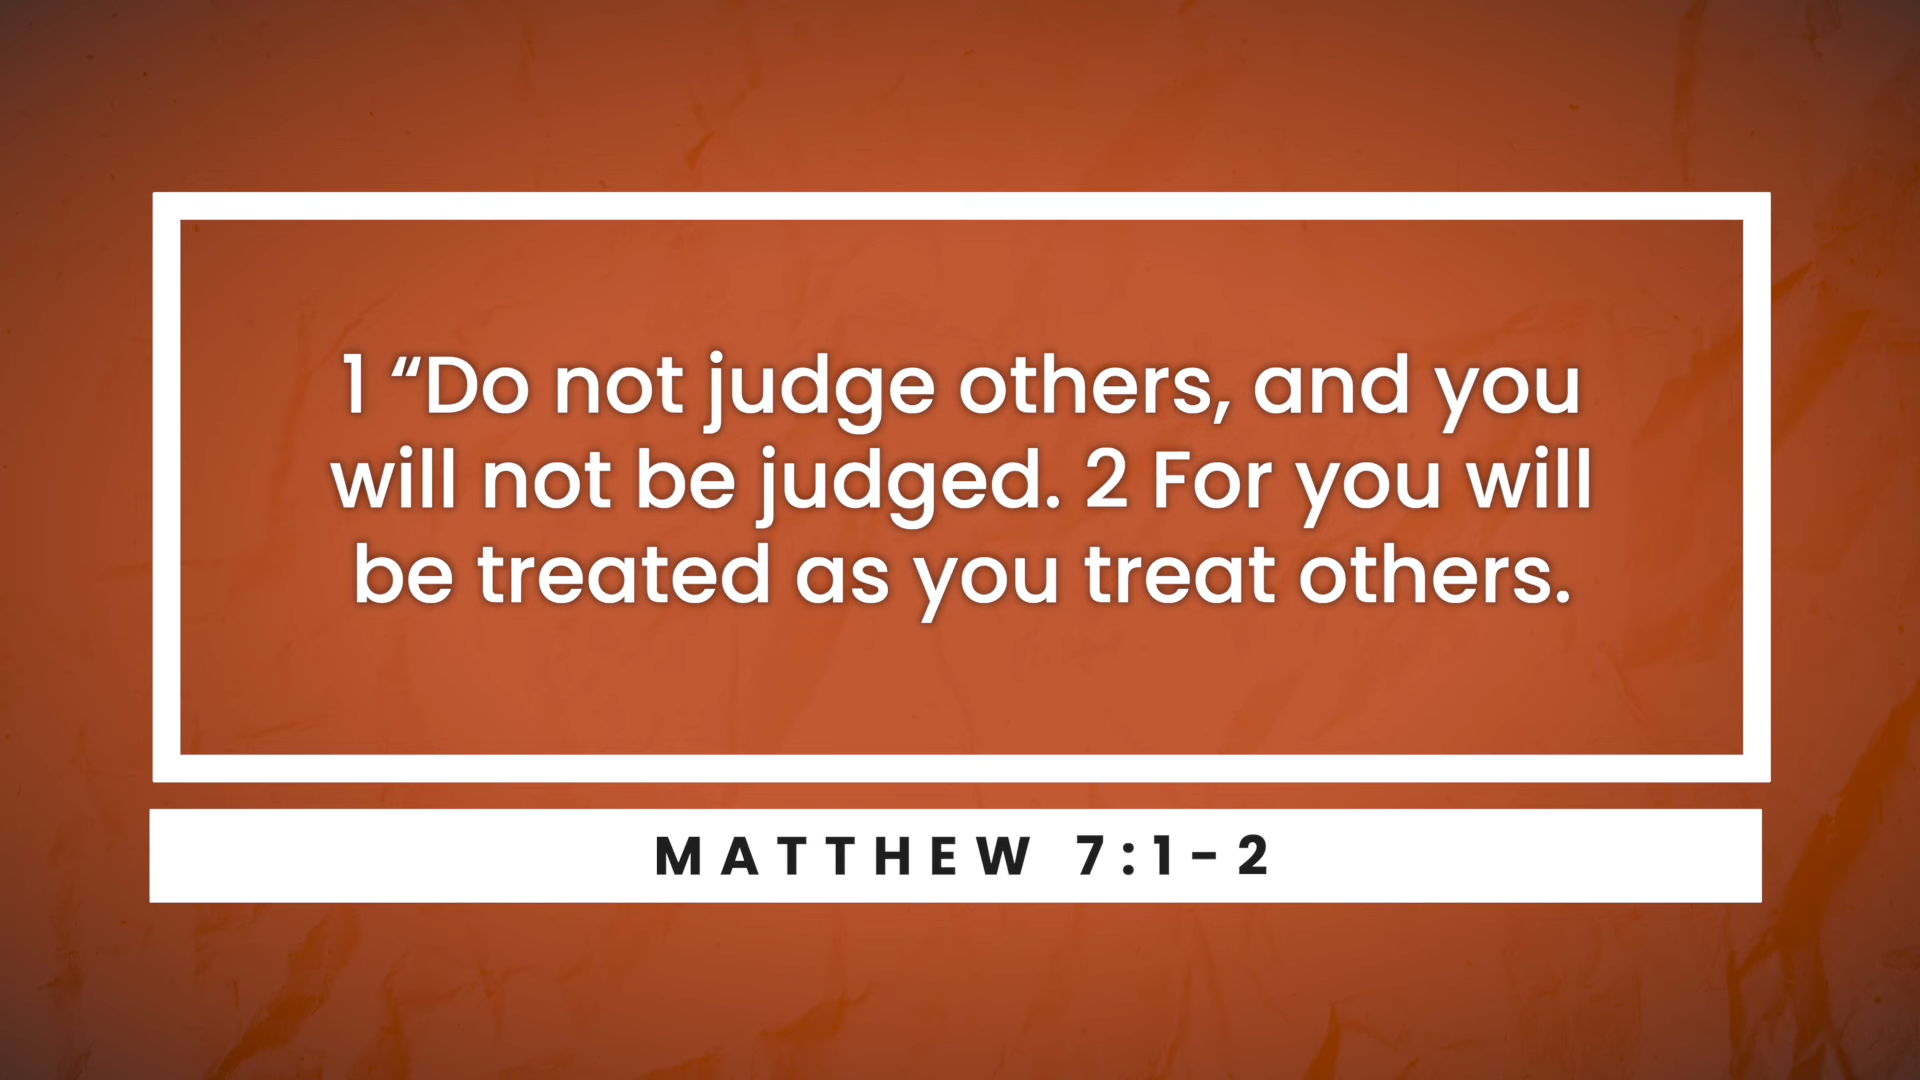 1 “Do not judge others, and you
will not be judged. 2 For you will
be treated as you treat others.
MATTHEW 7:1-2